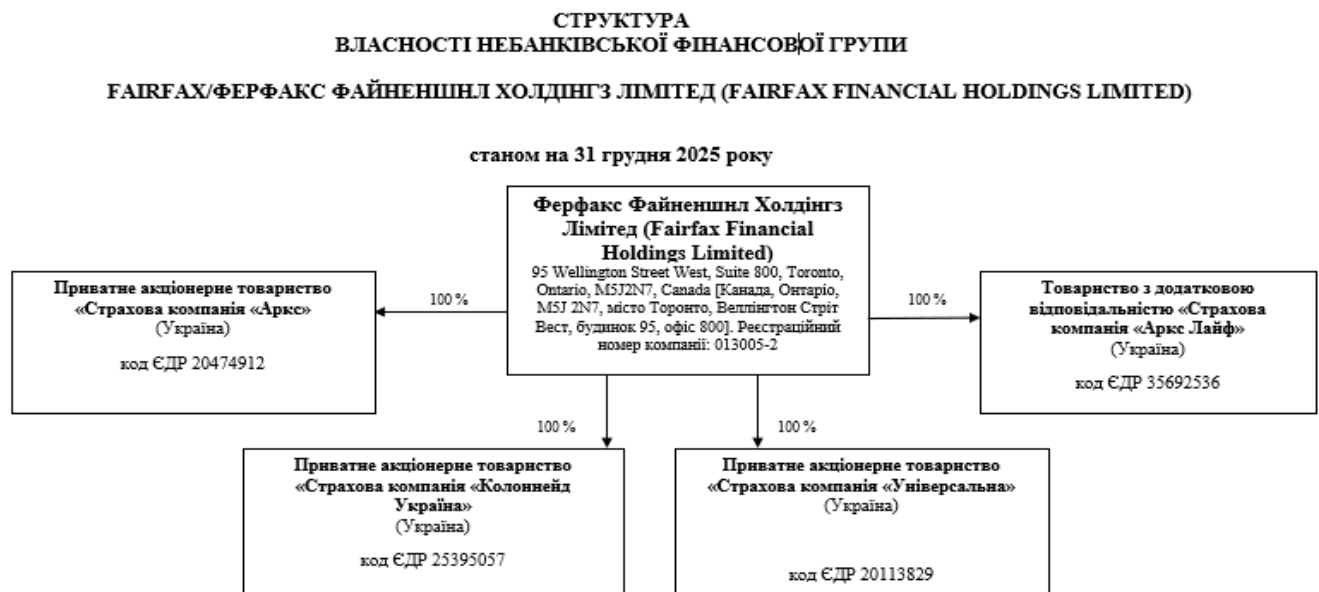 СТРУКТУРА
ВЛАСНОСТІ НЕБАНКІВСЬКОЇ ФІНАНСОВОЇ ГРУПИ
FAIRFAX/ФЕРФАКС ФАЙНЕНШНЛ ХОЛДІНГЗ ЛІМІТЕД (FAIRFAX FINANCIAL HOLDINGS LIMITED)
станом на 31 грудня 2025 року
Ферфакс Файненшнл Холдінгз
Лімітед (Fairfax Financial
Holdings Limited)
95 Wellington Street West, Suite 800, Toronto,
Ontario, M5J2N7, Canada [Канада, Онтаріо,
M5J 2N7, місто Торонто, Веллінгтон Стріт
Вест, будинок 95, офіс 800]. Реєстраційний
номер компанії: 013005-2
100 %
100 %
Приватне акціонерне товариство
«Страхова компанія «Аркс»
(Україна)
код ЄДР 20474912
Товариство з додатковою
відповідальністю «Страхова
компанія «Аркс Лайф»
(Україна)
код ЄДР 35692536
100 %
100 %
Приватне акціонерне товариство
«Страхова компанія «Колоннейд
Україна»
(Україна)
код ЄДР 25395057
Приватне акціонерне товариство
«Страхова компанія «Універсальна»
(Україна)
код ЄДР 20113829